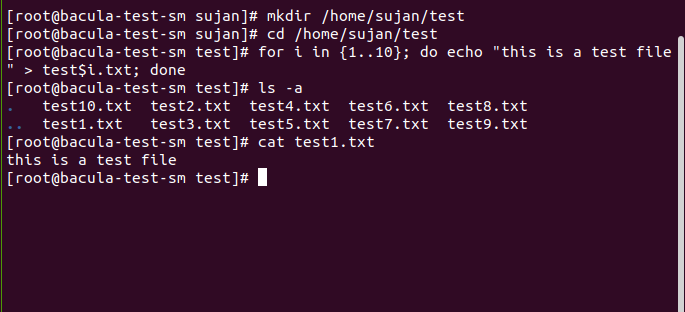 [root@bacula-test-sm sujan]# mkdir /home/sujan/test
[root@bacula-test-sm sujan]# cd /home/sujan/test
[root@bacula-test-sm test]# for i in {1..10}; do echo "this is a test file
" > test$i.txt; done
[root@bacula-test-sm test]# ls -a
.   test10.txt  test2.txt  test4.txt  test6.txt  test8.txt
..  test1.txt   test3.txt  test5.txt  test7.txt  test9.txt
[root@bacula-test-sm test]# cat test1.txt
this is a test file
[root@bacula-test-sm test]#